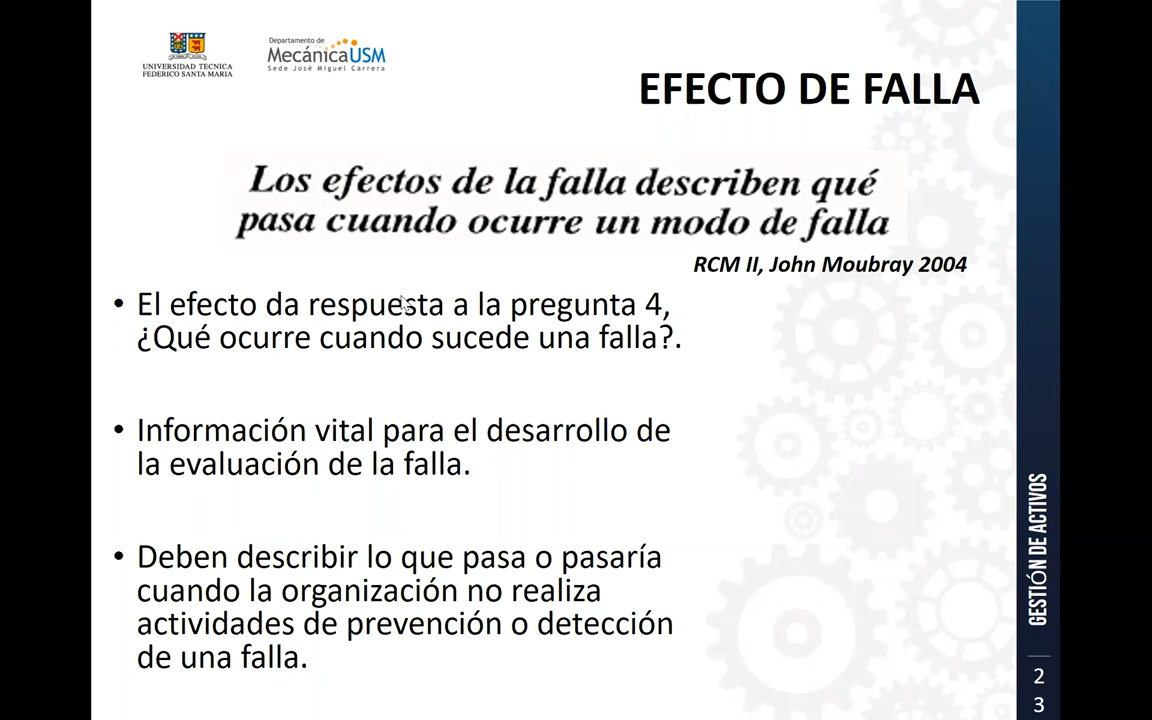 UNIVERSIDAD TECNICA
FEDERICO SANTA MARIA
Departamento de
MecánicaUSM
Sede José Miguel Carrera
EFECTO DE FALLA
Los efectos de la falla describen qué
pasa cuando ocurre un modo de falla
RCM II, John Moubray 2004
• El efecto da respuesta a la pregunta 4,
¿Qué ocurre cuando sucede una falla?.
• Información vital para el desarrollo de
la evaluación de la falla.
• Deben describir lo que pasa o pasaría
cuando la organización no realiza
actividades de prevención o detección
de una falla.
GESTIÓN DE ACTIVOS
2
3